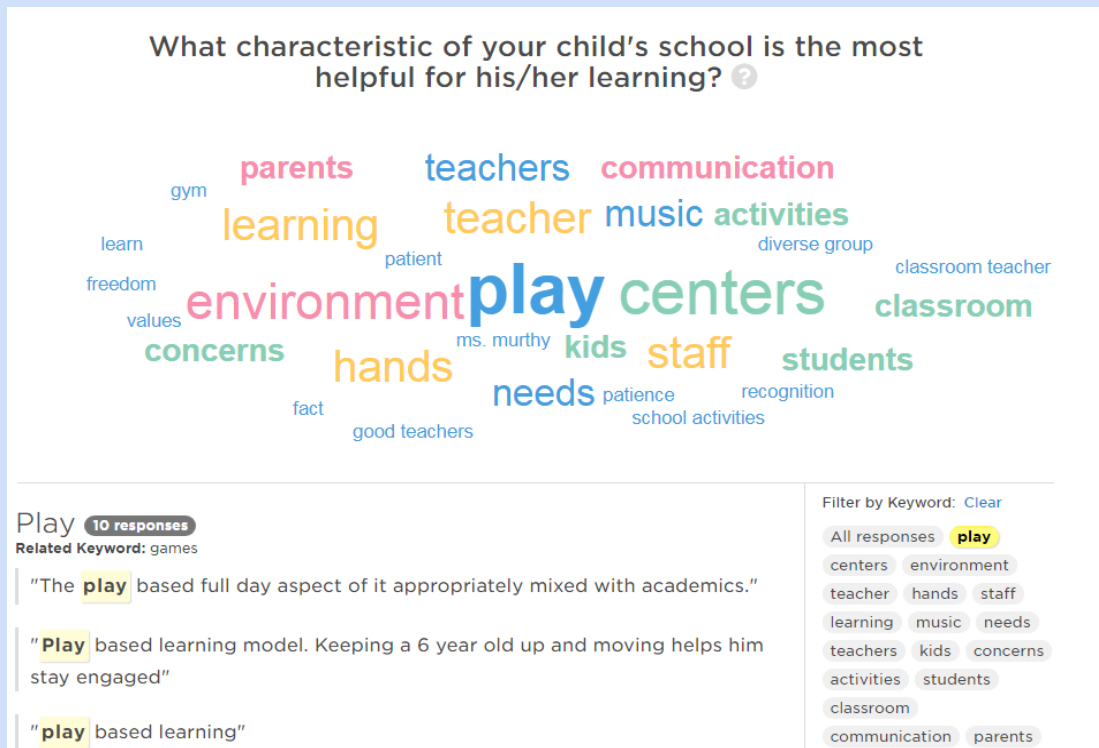 What characteristic of your child's school is the most
helpful for his/her learning? ?
parents teachers communication
gym
learning teacher music activities
learn diverse group
patient classroom teacher
freedom
environment play centers classroom
values
concerns ms. murthy kids staff students
hands
needs patience recognition
fact school activities
good teachers
Play 10 responses
Related Keyword: games
"The play based full day aspect of it appropriately mixed with academics."
"Play based learning model. Keeping a 6 year old up and moving helps him
stay engaged"
"play based learning"
Filter by Keyword: Clear
All responses play
centers environment
teacher hands staff
learning music needs
teachers kids concerns
activities students
classroom
communication parents